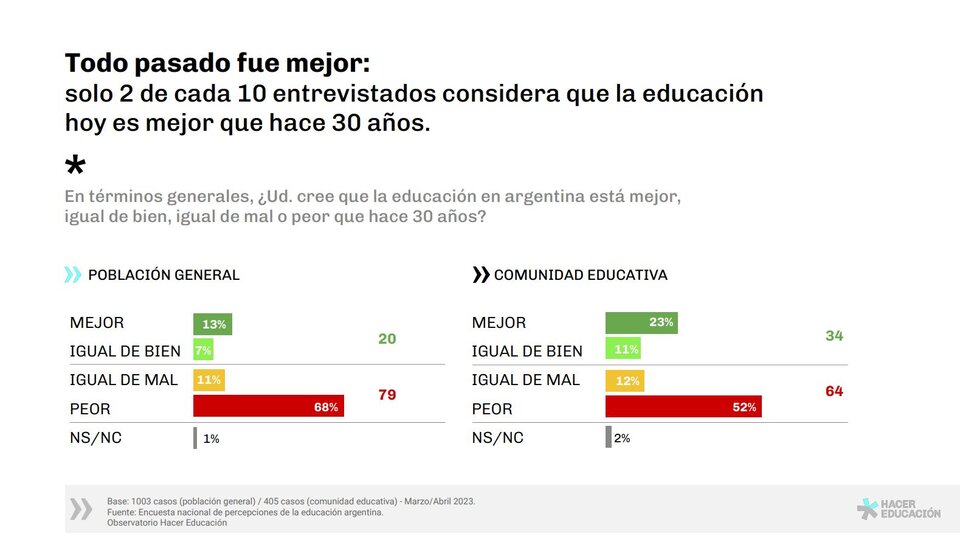 Todo pasado fue mejor:
solo 2 de cada 10 entrevistados considera que la educación
hoy es mejor que hace 30 años.
*
En términos generales, ¿Ud. cree que la educación en argentina está mejor,
igual de bien, igual de mal o peor que hace 30 años?
POBLACIÓN GENERAL
MEJOR 13%
IGUAL DE BIEN 7%
20
IGUAL DE MAL 11%
PEOR 68%
79
NS/NC 1%
COMUNIDAD EDUCATIVA
MEJOR 23%
IGUAL DE BIEN 11%
34
IGUAL DE MAL 12%
PEOR 52%
64
NS/NC 2%
Base: 1003 casos (población general) / 405 casos (comunidad educativa) - Marzo/Abril 2023.
Fuente: Encuesta nacional de percepciones de la educación argentina.
Observatorio Hacer Educación
HACER
EDUCACIÓN